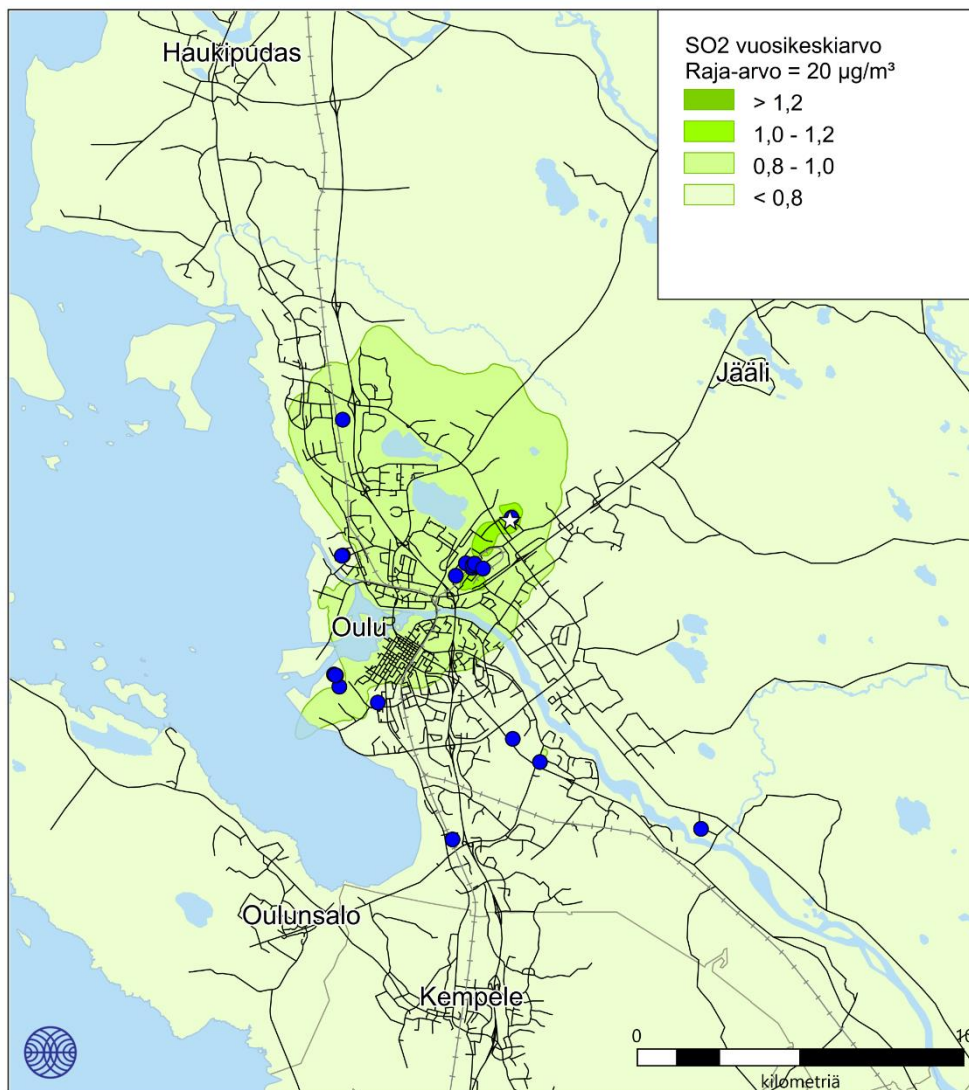 Haukipudas
SO2 vuosikeskiarvo
Raja-arvo = 20 µg/m³
> 1,2
1,0 - 1,2
0,8 - 1,0
< 0,8
Jääli
Oulu
Oulunsalo
Kempele
0
kilometriä